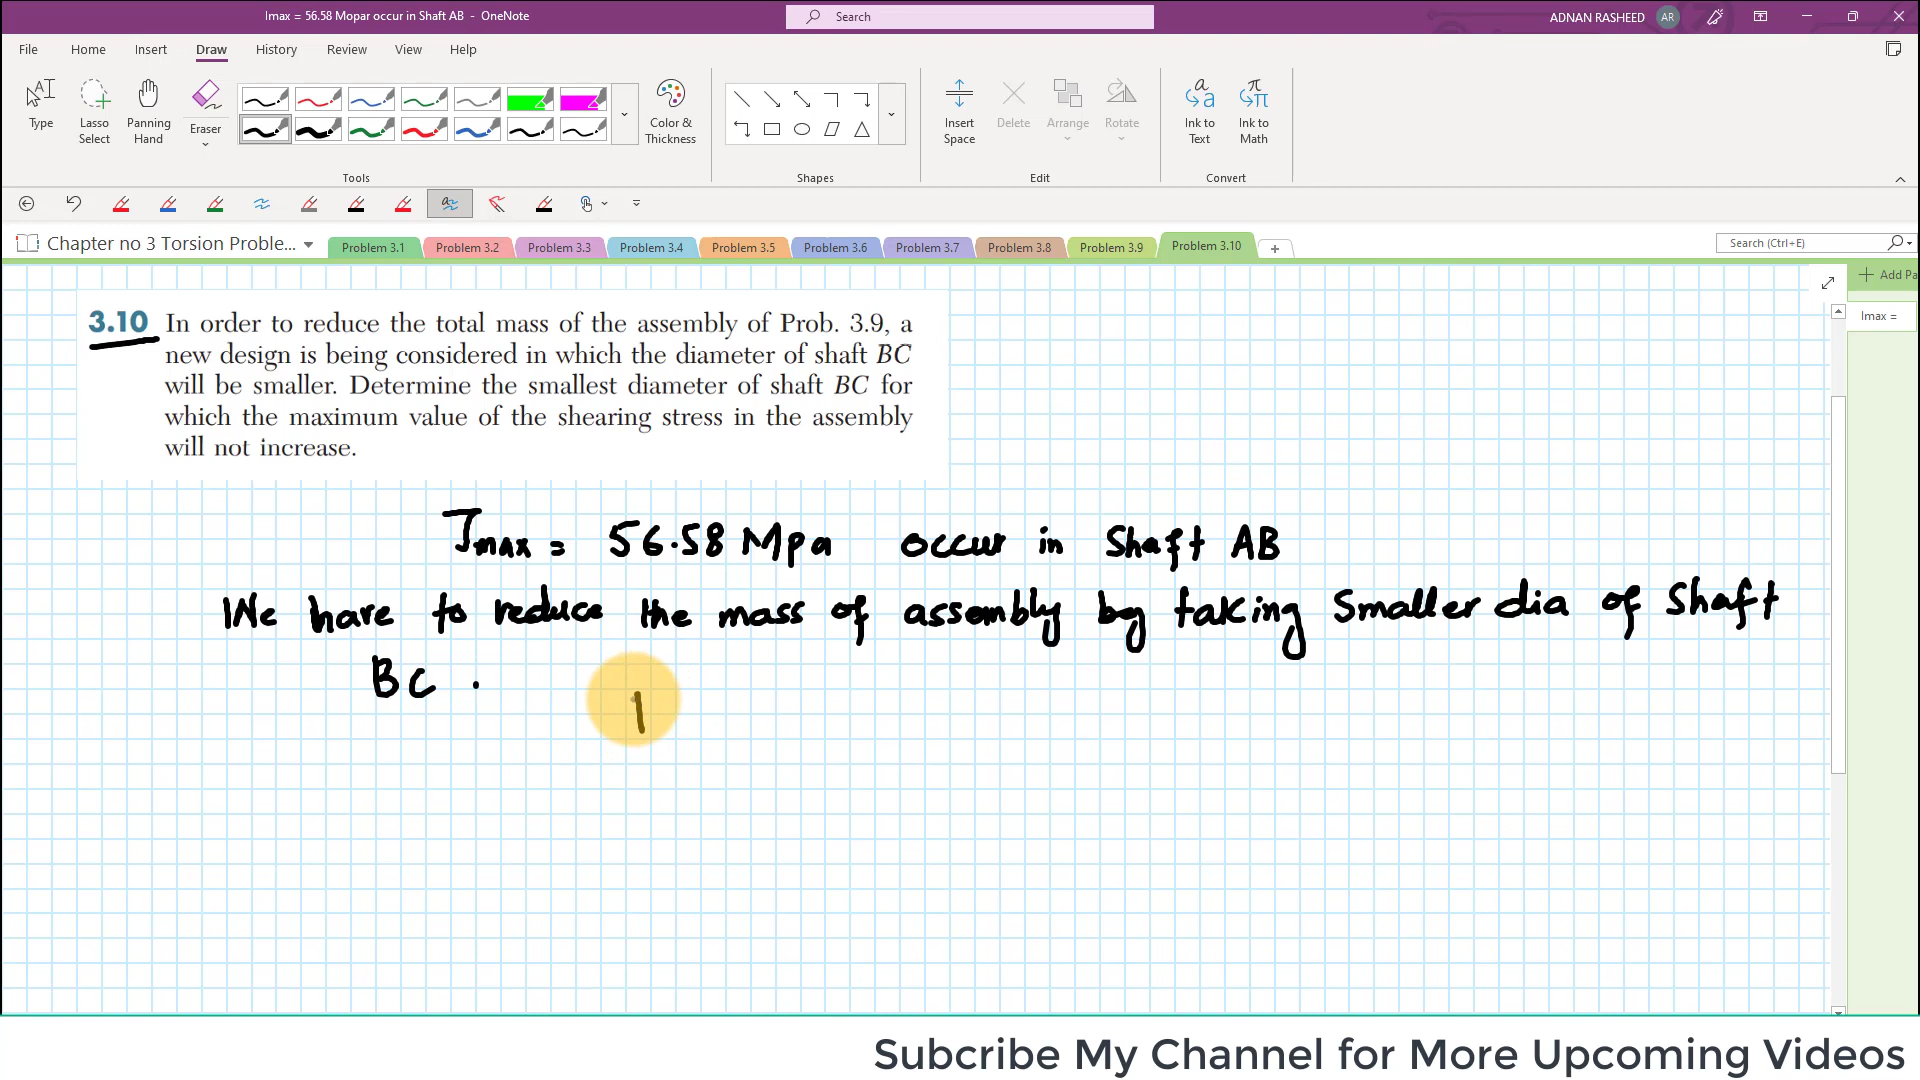 Imax = 56.58 Mopar occur in Shaft AB - OneNote
Search
ADNAN RASHEED
AR
File
Home
Insert
Draw
History
Review
View
Help
Type
Lasso Select
Panning Hand
Eraser
Color & Thickness
Insert Space
Delete
Arrange
Rotate
Ink to Text
Ink to Math
Tools
Shapes
Edit
Convert
Chapter no 3 Torsion Proble...
Problem 3.1
Problem 3.2
Problem 3.3
Problem 3.4
Problem 3.5
Problem 3.6
Problem 3.7
Problem 3.8
Problem 3.9
Problem 3.10
Search (Ctrl+E)
Add Pa
Imax =
3.10 In order to reduce the total mass of the assembly of Prob. 3.9, a
new design is being considered in which the diameter of shaft BC
will be smaller. Determine the smallest diameter of shaft BC for
which the maximum value of the shearing stress in the assembly
will not increase.
τmax = 56.58 Mpa occur in Shaft AB
We have to reduce the mass of assembly by taking Smaller dia of Shaft
BC .
Subcribe My Channel for More Upcoming Videos